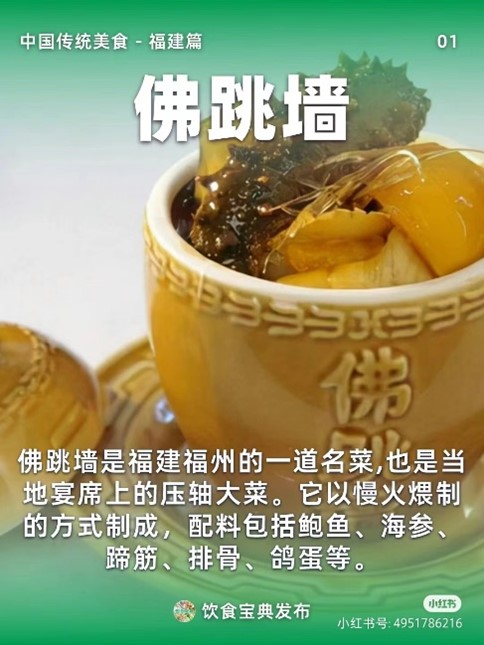 中国传统美食 - 福建篇
01
佛跳墙
佛
跳
佛跳墙是福建福州的一道名菜,也是当
地宴席上的压轴大菜。它以慢火煨制
的方式制成，配料包括鲍鱼、海参、
蹄筋、排骨、鸽蛋等。
饮食宝典发布
小红书
小红书号: 4951786216